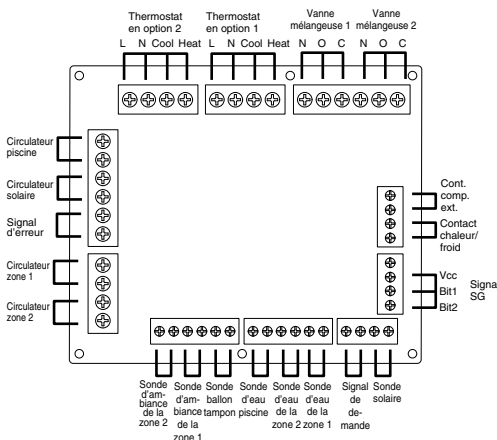 Thermostat
en option 2
Thermostat
en option 1
Vanne
mélangeuse 1
Vanne
mélangeuse 2
L N Cool Heat
L N Cool Heat
N O C
N O C
Circulateur
piscine
Circulateur
solaire
Signal
d'erreur
Circulateur
zone 1
Circulateur
zone 2
Cont.
comp.
ext.
Contact
chaleur/
froid
Vcc
Bit1
Bit2
Signa
SG
Sonde
d'am-
biance
de la
zone 2
Sonde
d'am-
biance
de la
zone 1
Sonde
ballon
tampon
Sonde
d'eau
piscine
Sonde
d'eau
de la
zone 2
Sonde
d'eau
de la
zone 1
Signal
de
de-
mande
Sonde
solaire